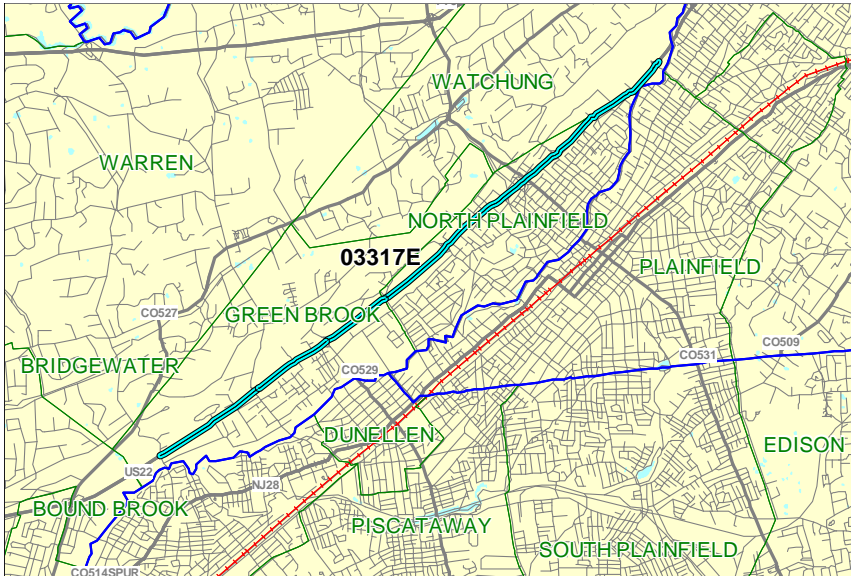 WATCHUNG
WARREN
NORTH PLAINFIELD
03317E
PLAINFIELD
GREEN BROOK
CO527
BRIDGEWATER
CO509
CO531
CO529
DUNELLEN
EDISON
US22
NJ28
BOUND BROOK
PISCATAWAY
SOUTH PLAINFIELD
CO514SPUR